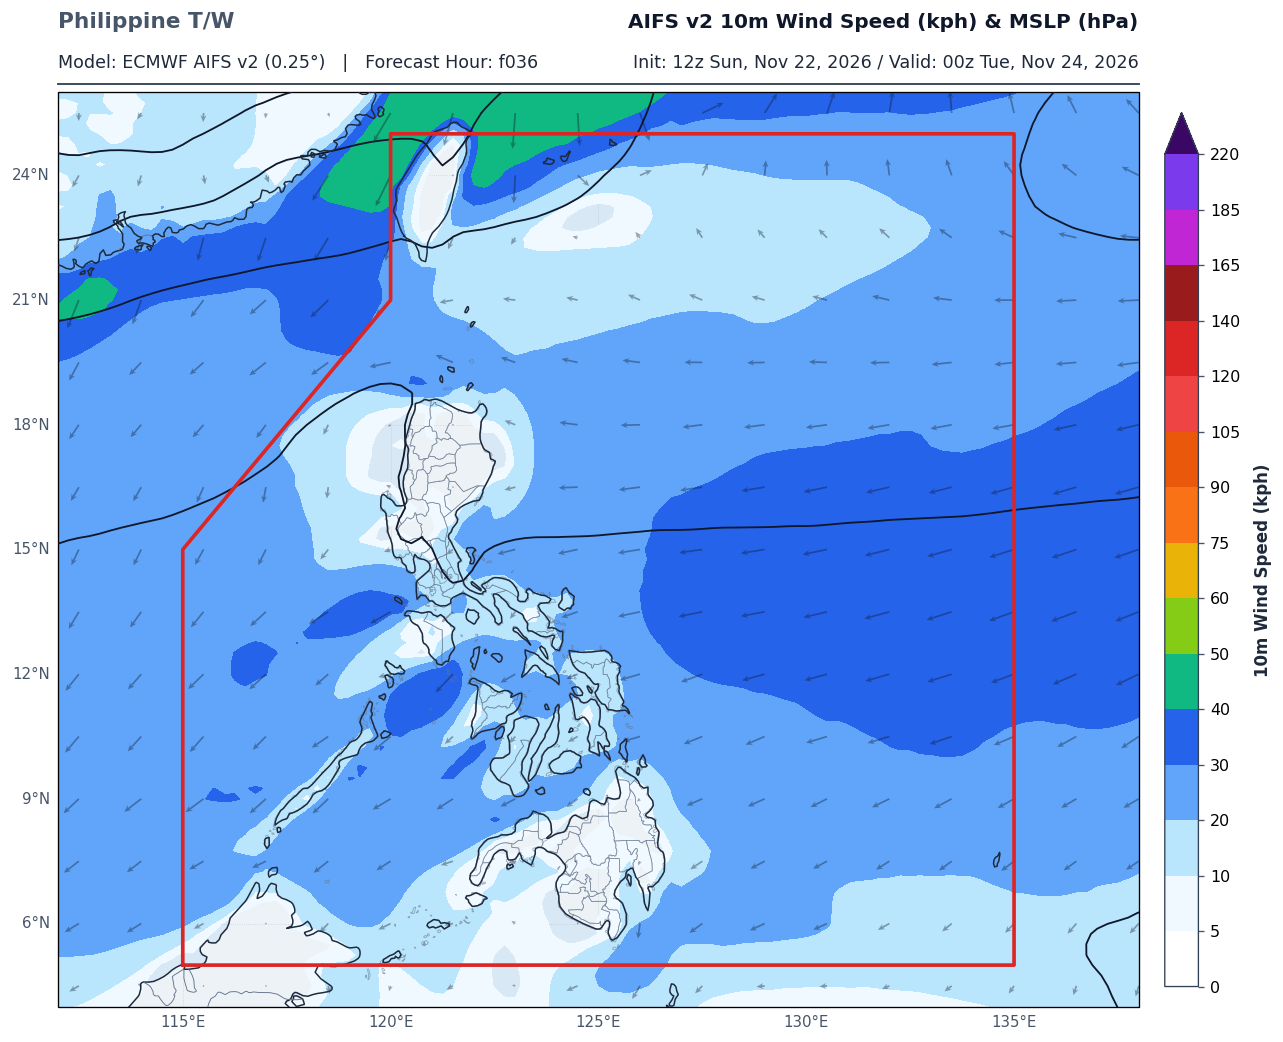 Philippine T/W
AIFS v2 10m Wind Speed (kph) & MSLP (hPa)
Model: ECMWF AIFS v2 (0.25°) | Forecast Hour: f036
Init: 12z Sun, Nov 22, 2026 / Valid: 00z Tue, Nov 24, 2026
24°N
21°N
18°N
15°N
12°N
9°N
6°N
115°E
120°E
125°E
130°E
135°E
220
185
165
140
120
105
90
75
60
50
40
30
20
10
5
0
10m Wind Speed (kph)